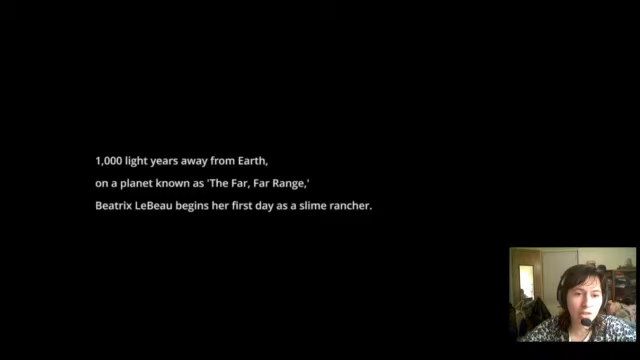 1,000 light years away from Earth,
on a planet known as 'The Far, Far Range,'
Beatrix LeBeau begins her first day as a slime rancher.